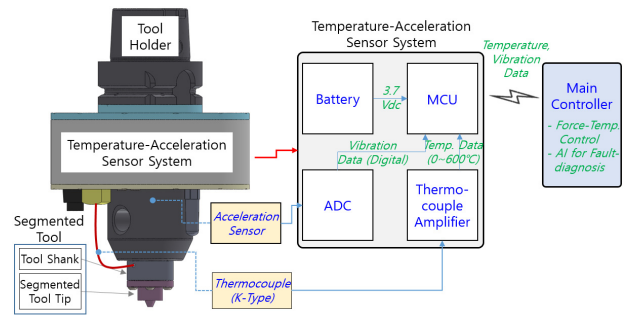 Tool
Holder
Temperature-Acceleration
Sensor System
Segmented
Tool
Tool Shank
Segmented
Tool Tip
Acceleration
Sensor
Thermocouple
(K-Type)
Temperature-Acceleration
Sensor System
Battery
3.7
Vdc
MCU
Vibration
Data (Digital)
Temp. Data
(0~600℃)
ADC
Thermo-
couple
Amplifier
Temperature,
Vibration
Data
Main
Controller
- Force-Temp.
Control
- AI for Fault-
diagnosis